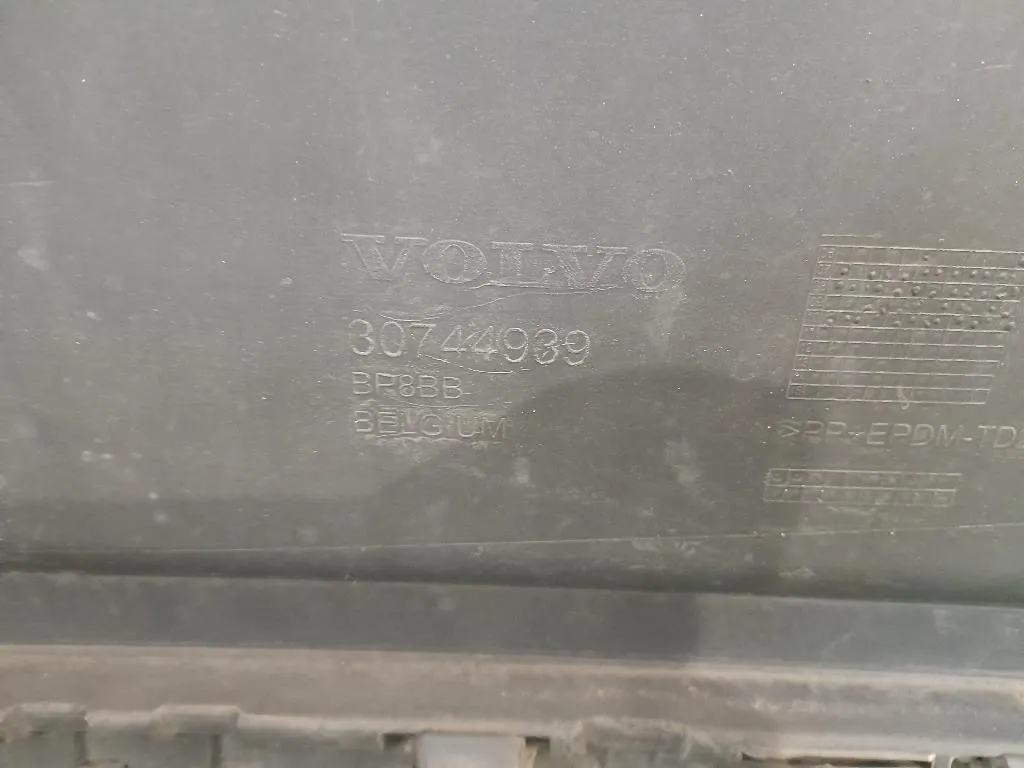 VOLVO
30744939
BP8BB
BELGIUM
>PP+EPDM-TD